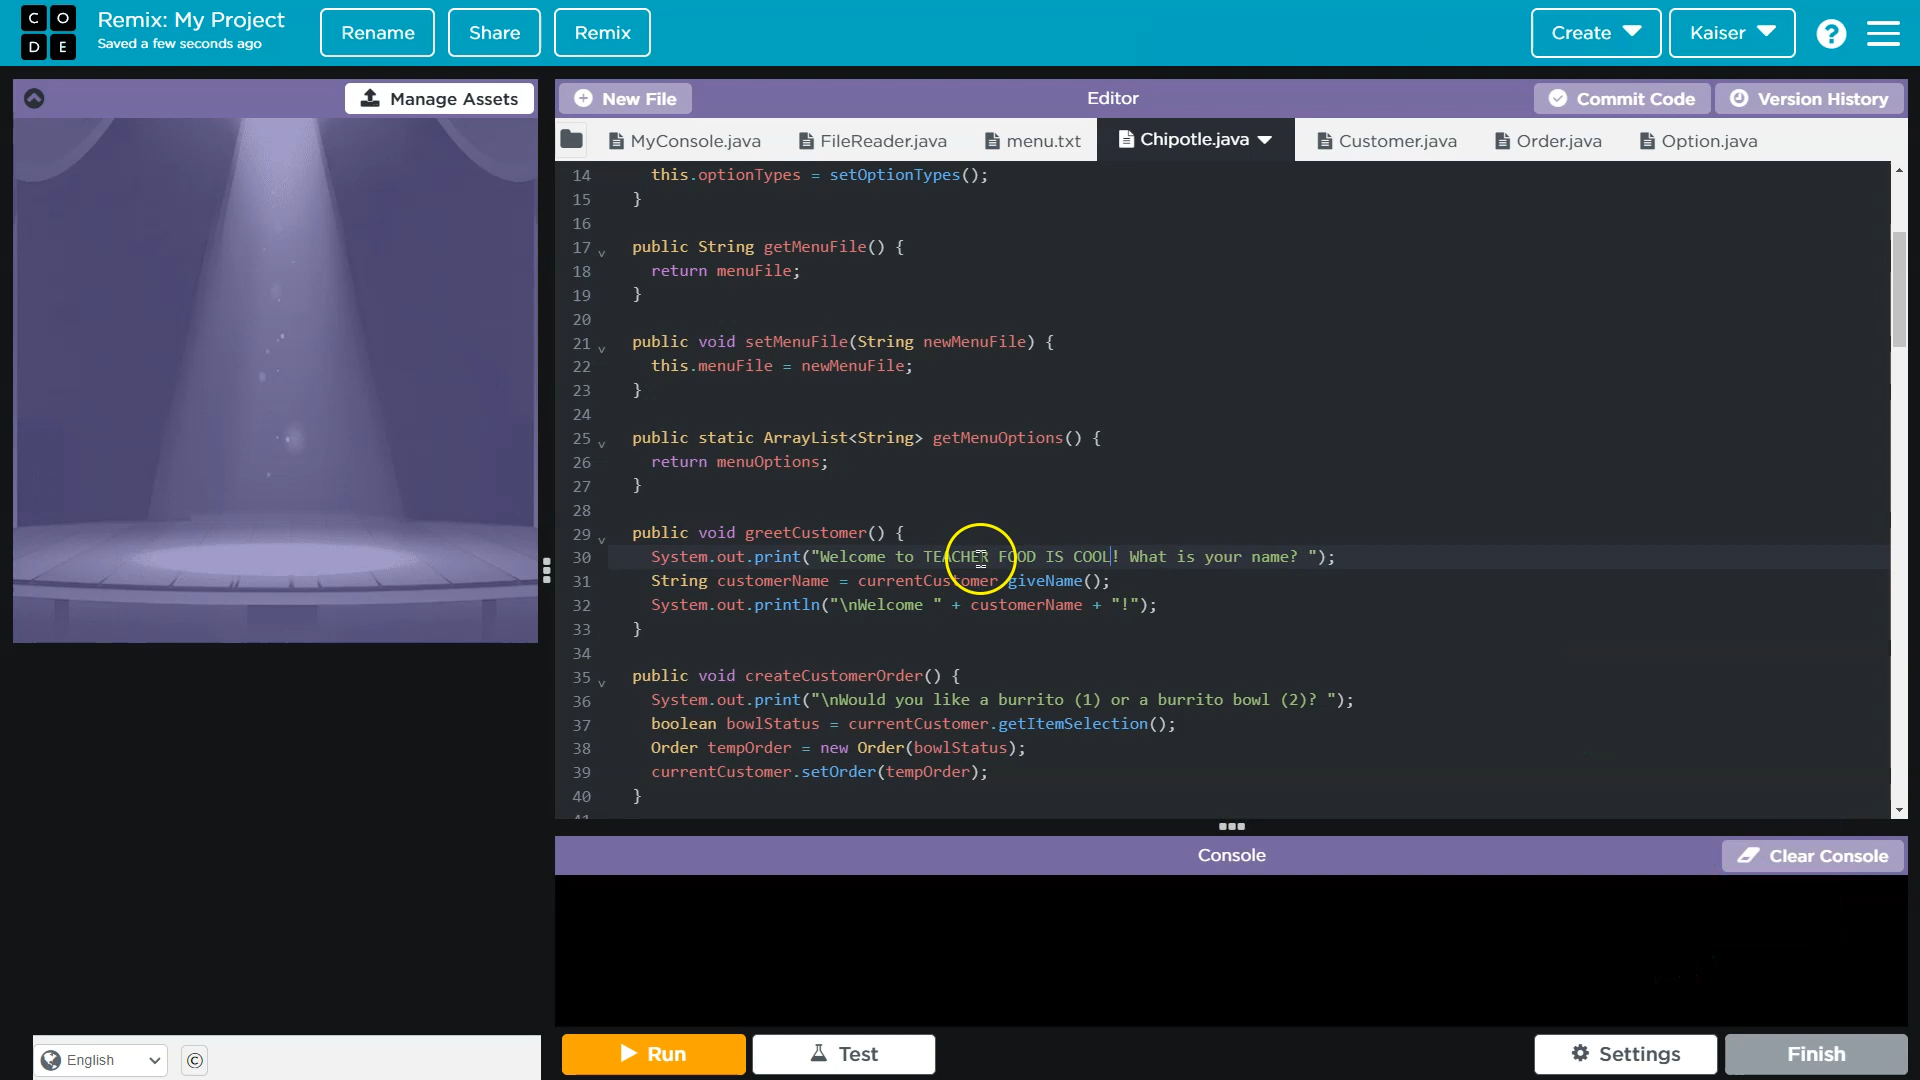 CODE
Remix: My Project
Saved a few seconds ago
Rename
Share
Remix
Create
Kaiser
?
Manage Assets
New File
Editor
Commit Code
Version History
MyConsole.java
FileReader.java
menu.txt
Chipotle.java
Customer.java
Order.java
Option.java
14 this.optionTypes = setOptionTypes();
15 }
16
17 public String getMenuFile() {
18 return menuFile;
19 }
20
21 public void setMenuFile(String newMenuFile) {
22 this.menuFile = newMenuFile;
23 }
24
25 public static ArrayList<String> getMenuOptions() {
26 return menuOptions;
27 }
28
29 public void greetCustomer() {
30 System.out.print("Welcome to TEACHER FOOD IS COOL! What is your name? ");
31 String customerName = currentCustomer.giveName();
32 System.out.println("\nWelcome " + customerName + "!");
33 }
34
35 public void createCustomerOrder() {
36 System.out.print("\nWould you like a burrito (1) or a burrito bowl (2)? ");
37 boolean bowlStatus = currentCustomer.getItemSelection();
38 Order tempOrder = new Order(bowlStatus);
39 currentCustomer.setOrder(tempOrder);
40 }
41
Console
Clear Console
English
©
Run
Test
Settings
Finish